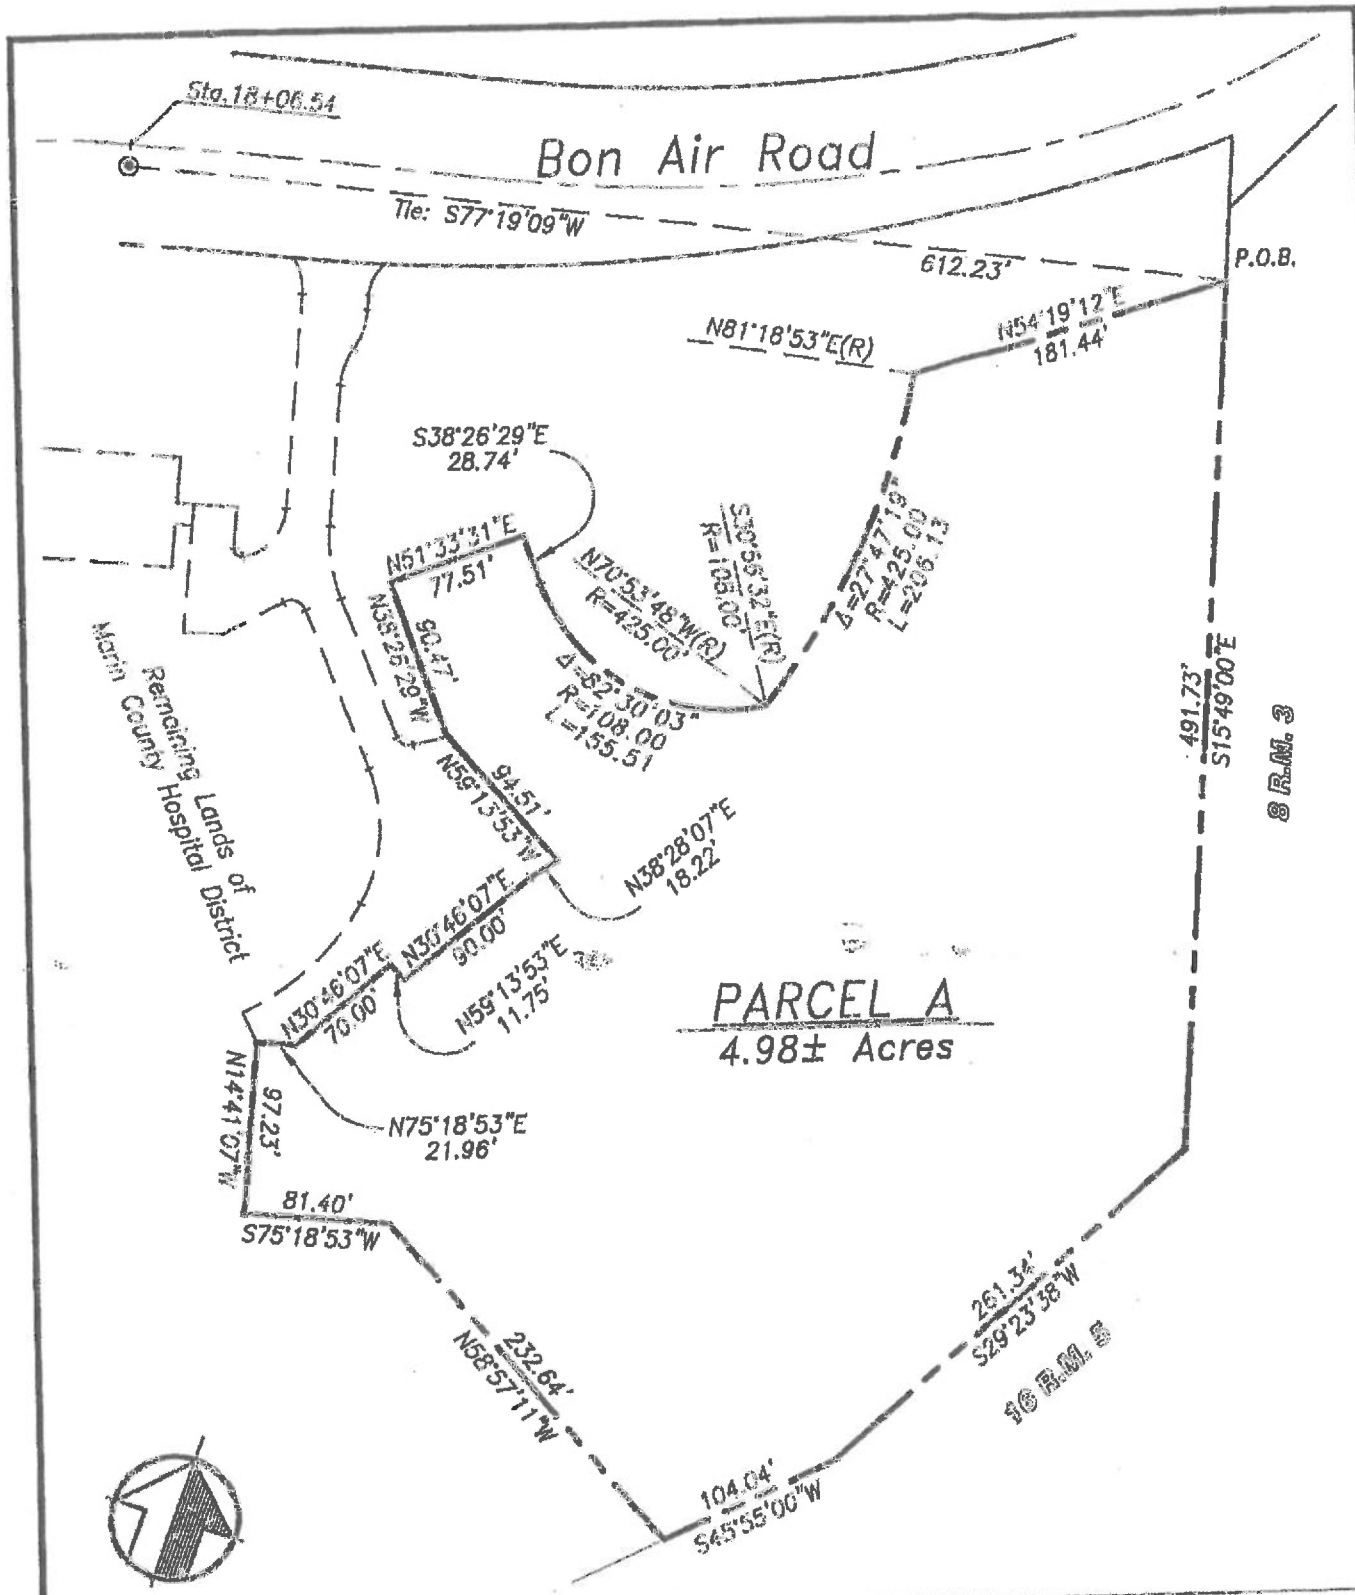 Sta.18+06.54
Bon Air Road
Tie: S77°19'09"W
612.23'
P.O.B.
N54°19'12"E
181.44'
N81°18'53"E(R)
S38°26'29"E
28.74'
N51°33'31"E
77.51'
N70°53'48"W(R)
R=425.00'
S30°56'32"E(R)
R=108.00'
Δ=27°47'19"
R=425.00
L=206.13
90.47'
N38°26'29"W
Δ=82°30'03"
R=108.00
L=155.51
491.73'
S15°49'00"E
8 R.M. 3
Remaining Lands of
Marin County Hospital District
94.51'
N59°13'53"W
N38°28'07"E
18.22'
N30°46'07"E
90.00'
N59°13'53"E
11.75'
N30°46'07"E
70.00'
PARCEL A
4.98± Acres
N75°18'53"E
21.96'
97.23'
N14°41'07"W
81.40'
S75°18'53"W
232.64'
N58°57'11"W
261.34'
S29°23'38"W
16 R.M. 5
104.04'
S45°55'00"W